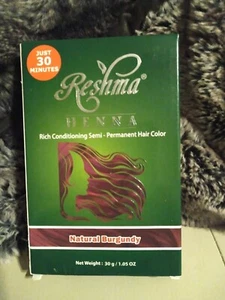 JUST
30
MINUTES
Reshma®
HENNA
Rich Conditioning Semi - Permanent Hair Color
Natural Burgundy
Net Weight : 30 g / 1.05 OZ